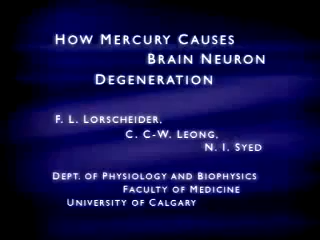 HOW MERCURY CAUSES
BRAIN NEURON
DEGENERATION
F. L. LORSCHEIDER,
C. C-W. LEONG,
N. I. SYED
DEPT. OF PHYSIOLOGY AND BIOPHYSICS
FACULTY OF MEDICINE
UNIVERSITY OF CALGARY